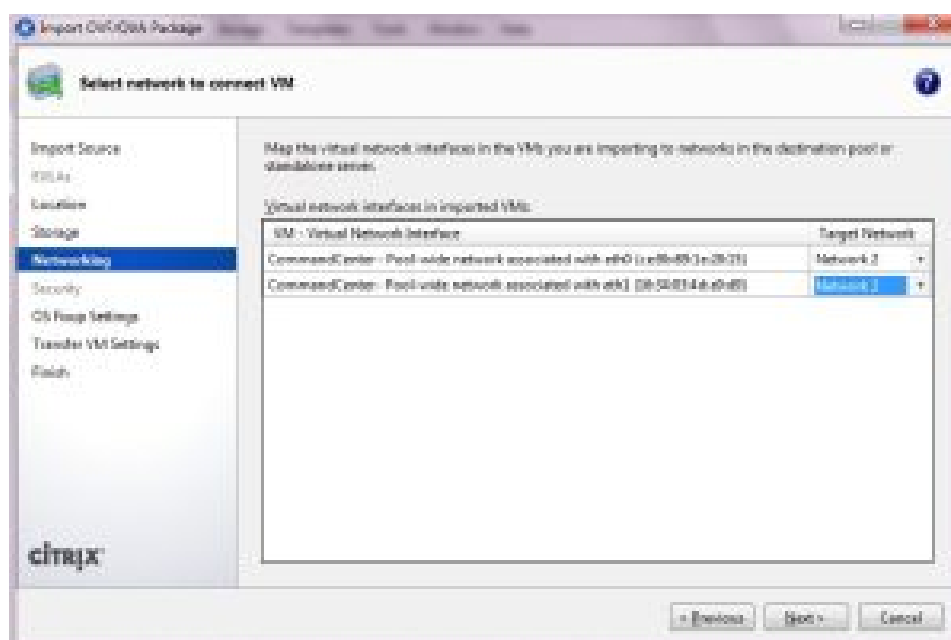 Import OVF/OVA Package
Tools
Select network to connect VM
Import Source
EULAs
Location
Storage
Networking
Security
OS Fixup Settings
Transfer VM Settings
Finish
Map the virtual network interfaces in the VMs you are importing to networks in the destination pool or
standalone server.
Virtual network interfaces in imported VMs:
VM - Virtual Network Interface
Target Network
CommandCenter - Pool-wide network associated with eth0
Network 2
CommandCenter - Pool-wide network associated with eth1
Network
CITRIX
< Previous
Next >
Cancel